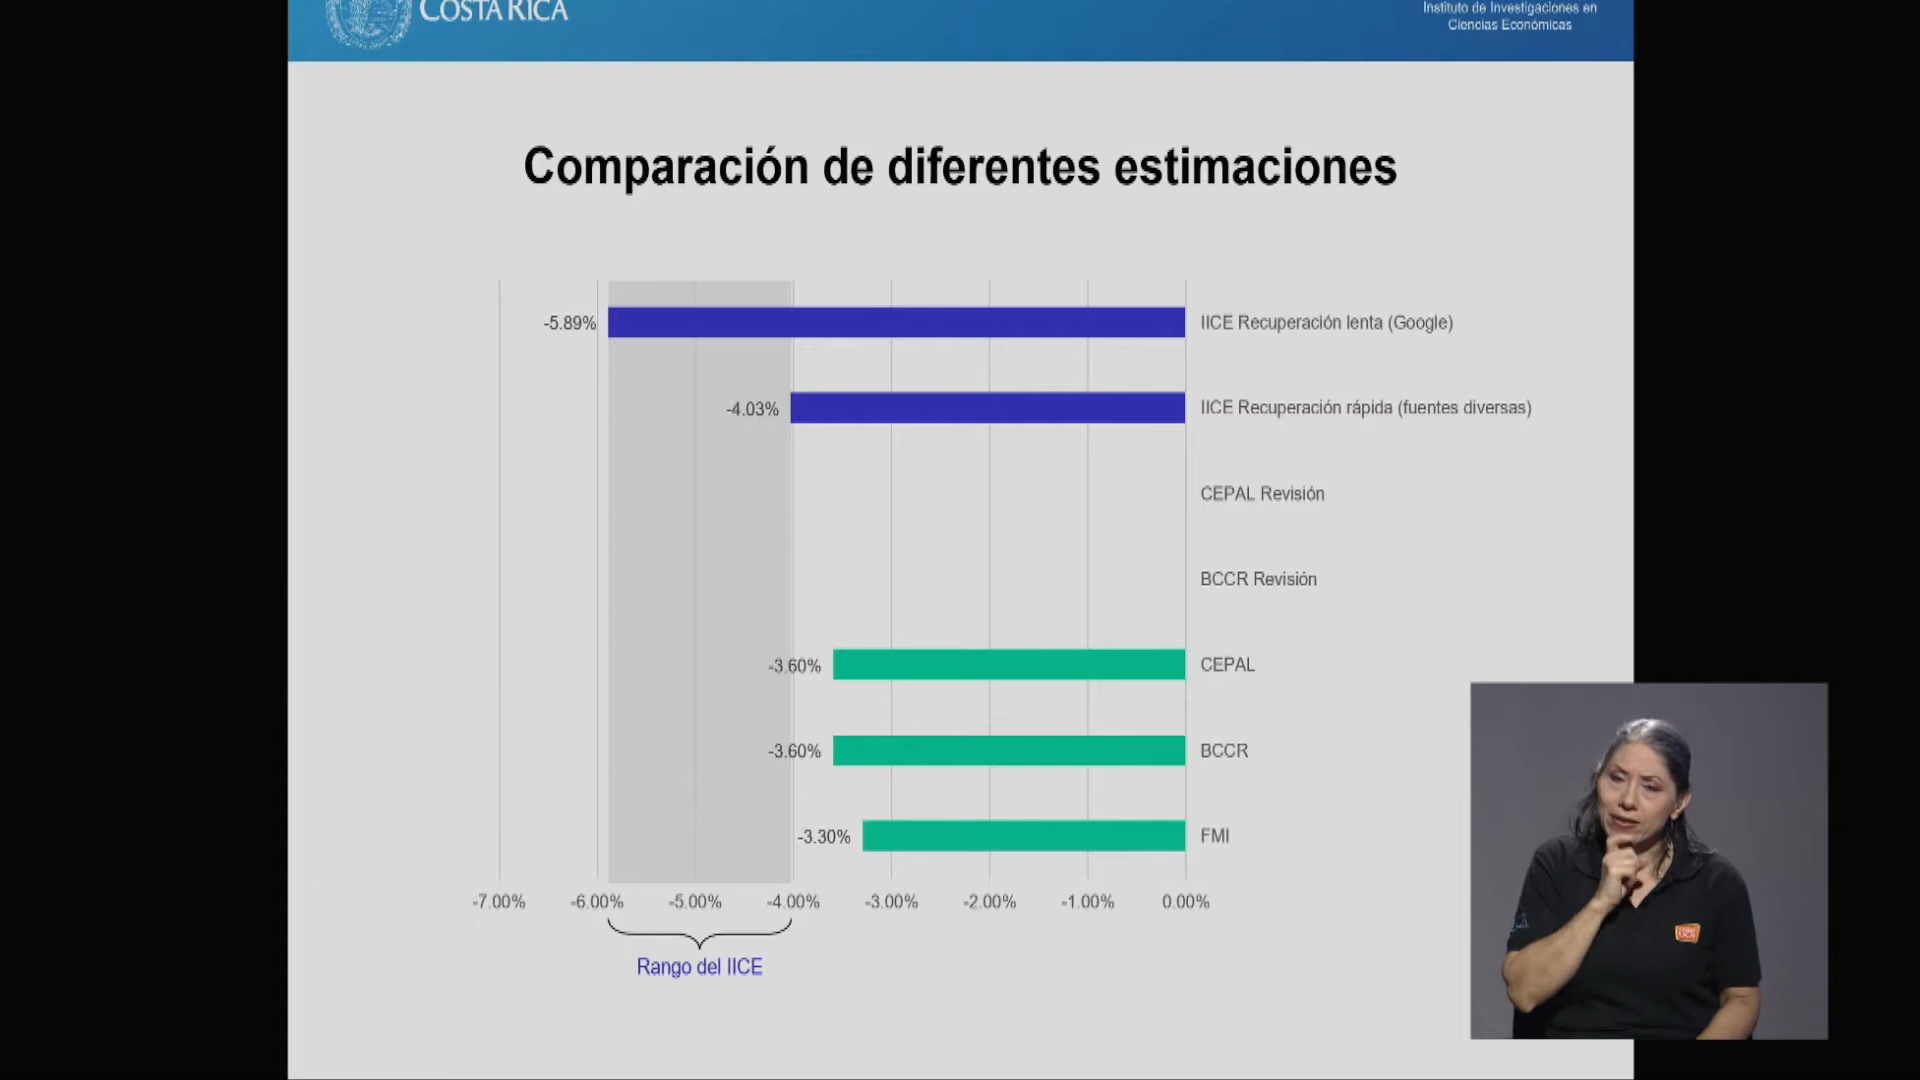 COSTA RICA
Instituto de Investigaciones en
Ciencias Económicas
Comparación de diferentes estimaciones
-5.89%
IICE Recuperación lenta (Google)
-4.03%
IICE Recuperación rápida (fuentes diversas)
CEPAL Revisión
BCCR Revisión
-3.60%
CEPAL
-3.60%
BCCR
-3.30%
FMI
-7.00%
-6.00%
-5.00%
-4.00%
-3.00%
-2.00%
-1.00%
0.00%
Rango del IICE